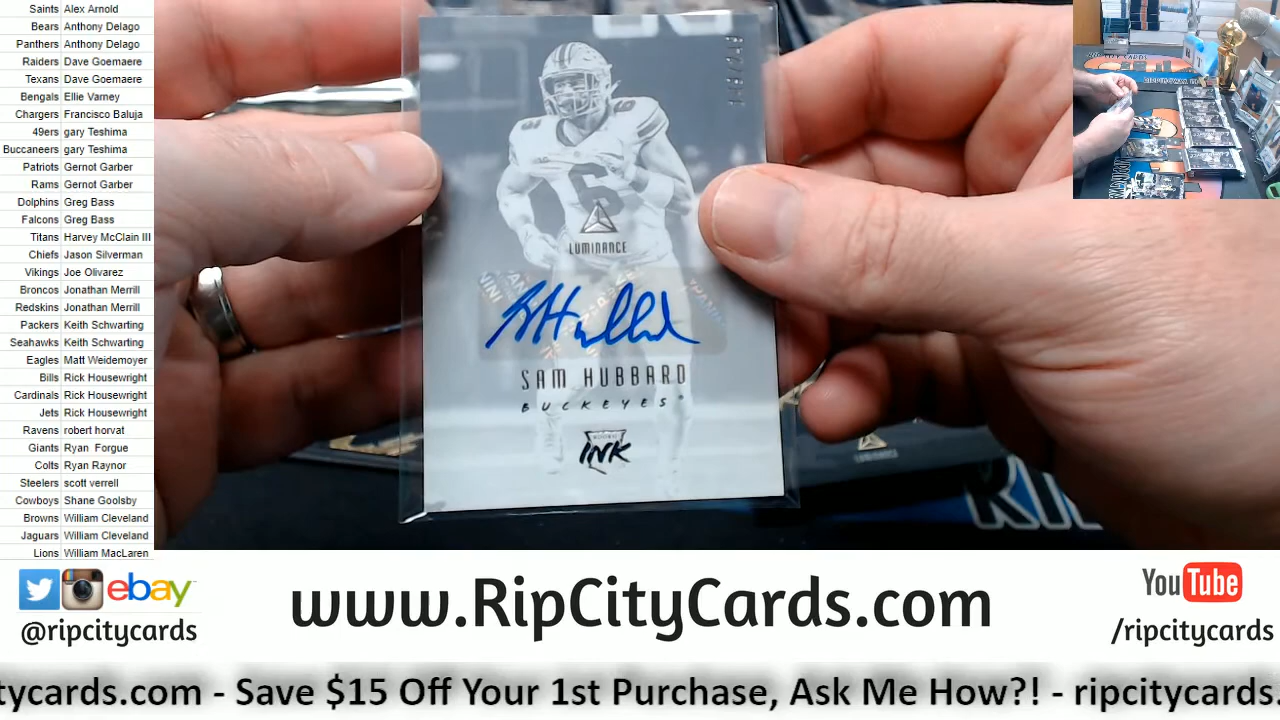 Saints Alex Arnold
Bears Anthony Delago
Panthers Anthony Delago
Raiders Dave Goemaere
Texans Dave Goemaere
Bengals Ellie Varney
Chargers Francisco Baluja
49ers gary Teshima
Buccaneers gary Teshima
Patriots Gernot Garber
Rams Gernot Garber
Dolphins Greg Bass
Falcons Greg Bass
Titans Harvey McClain III
Chiefs Jason Silverman
Vikings Joe Olivarez
Broncos Jonathan Merrill
Redskins Jonathan Merrill
Packers Keith Schwarting
Seahawks Keith Schwarting
Eagles Matt Weidemoyer
Bills Rick Housewright
Cardinals Rick Housewright
Jets Rick Housewright
Ravens robert horvat
Giants Ryan Forgue
Colts Ryan Raynor
Steelers scott verrell
Cowboys Shane Goolsby
Browns William Cleveland
Jaguars William Cleveland
Lions William MacLaren
6
LUMINANCE
SAM HUBBARD
BUCKEYES
INK
LUMINANCE
RIP
ebay
@ripcitycards
www.RipCityCards.com
YouTube
/ripcitycards
tycards.com - Save $15 Off Your 1st Purchase, Ask Me How?! - ripcitycards.